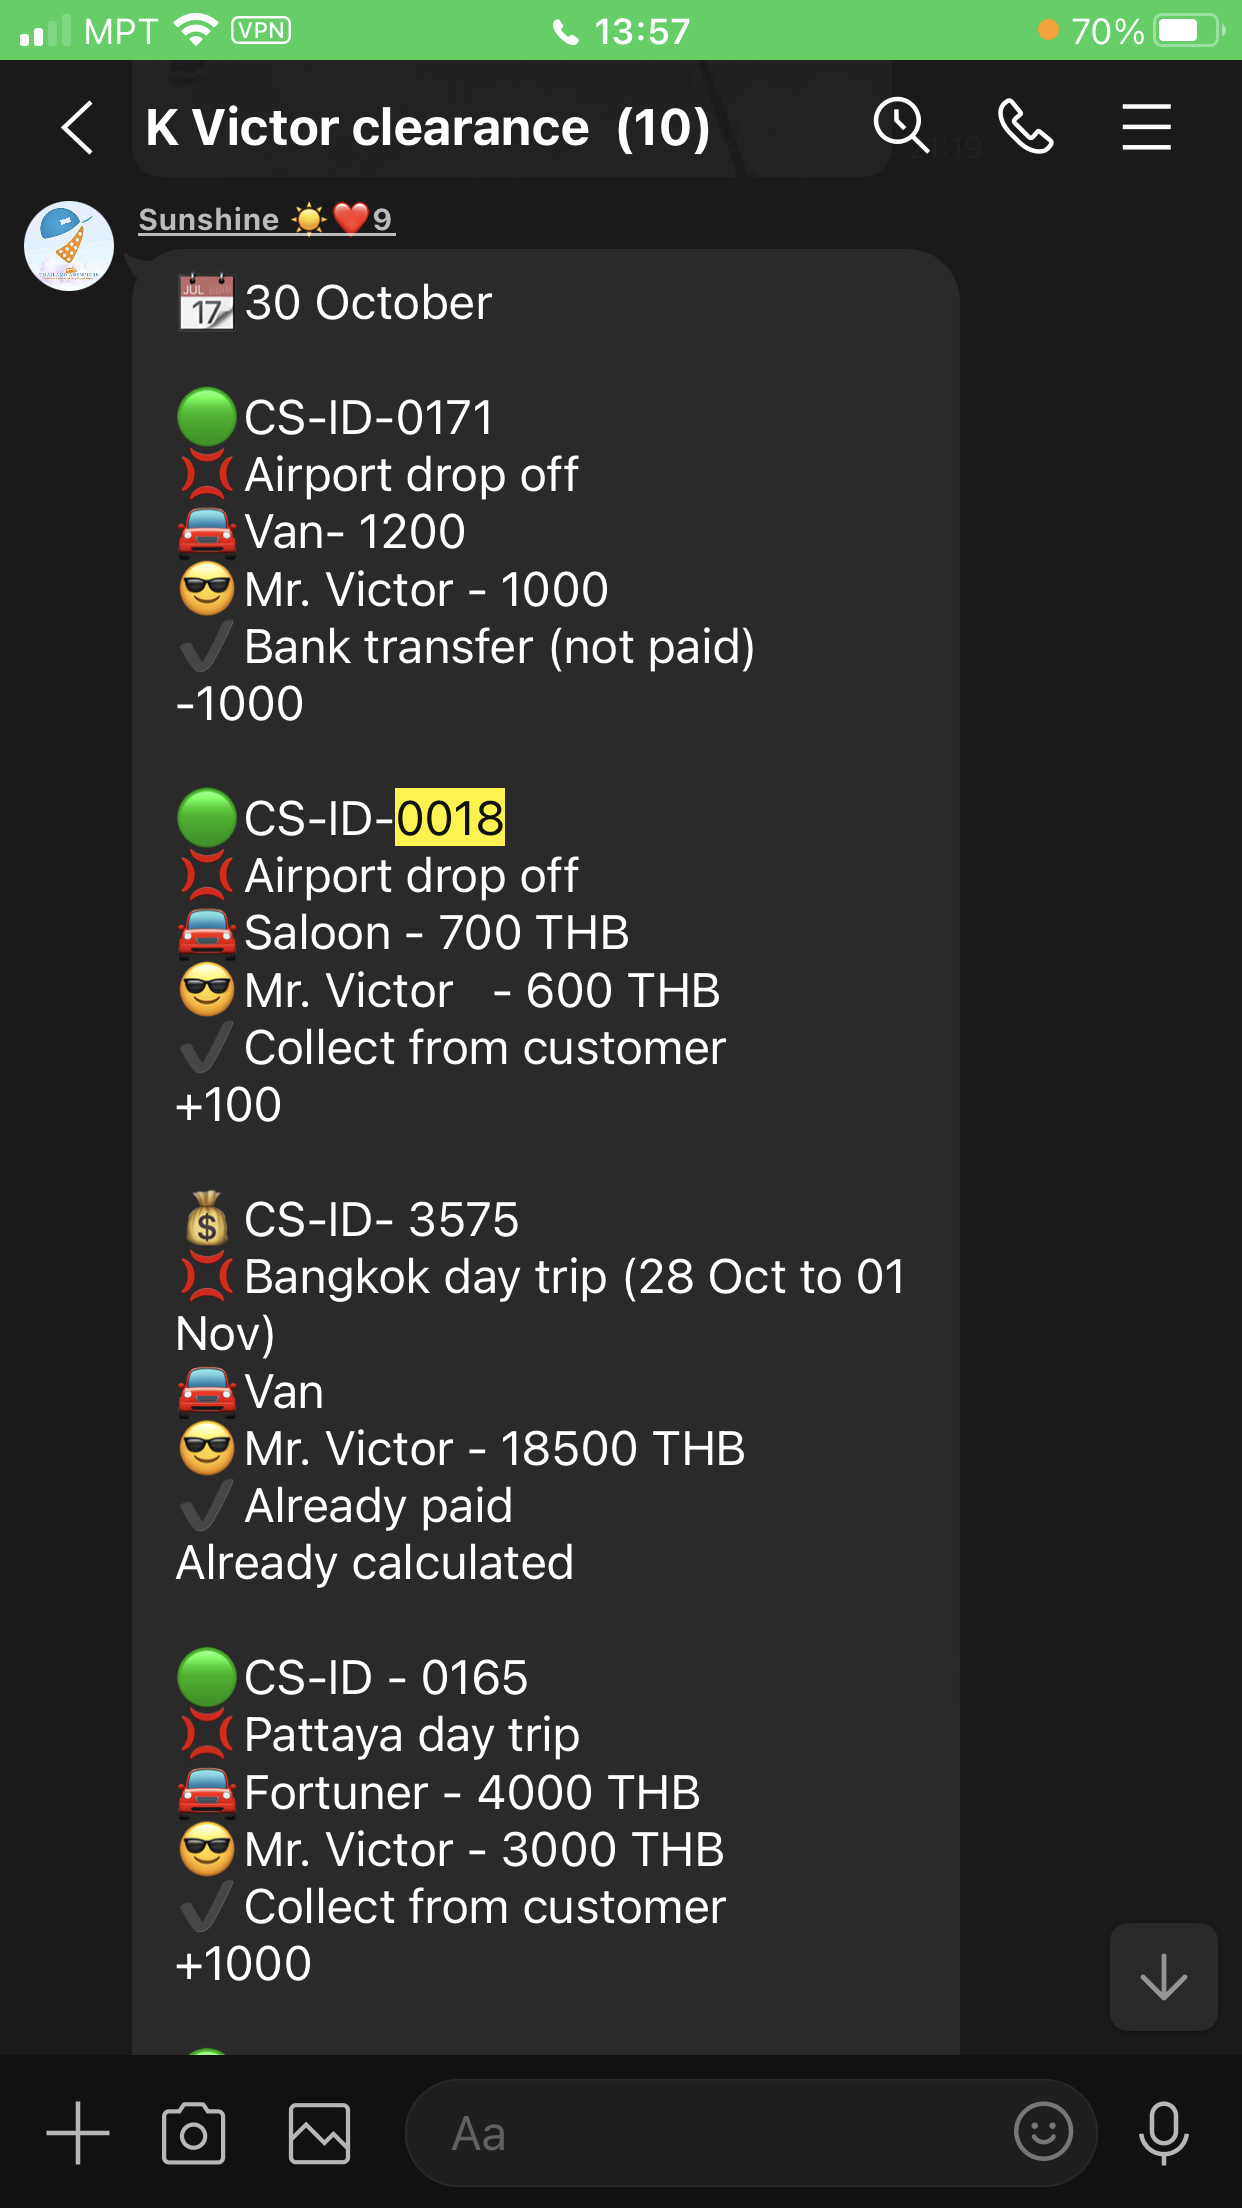 MPT VPN 13:57 70%
K Victor clearance (10)
21:19
Sunshine ☀️❤️9
30 October
CS-ID-0171
Airport drop off
Van- 1200
Mr. Victor - 1000
Bank transfer (not paid)
-1000
CS-ID-0018
Airport drop off
Saloon - 700 THB
Mr. Victor - 600 THB
Collect from customer
+100
CS-ID- 3575
Bangkok day trip (28 Oct to 01
Nov)
Van
Mr. Victor - 18500 THB
Already paid
Already calculated
CS-ID - 0165
Pattaya day trip
Fortuner - 4000 THB
Mr. Victor - 3000 THB
Collect from customer
+1000
Aa